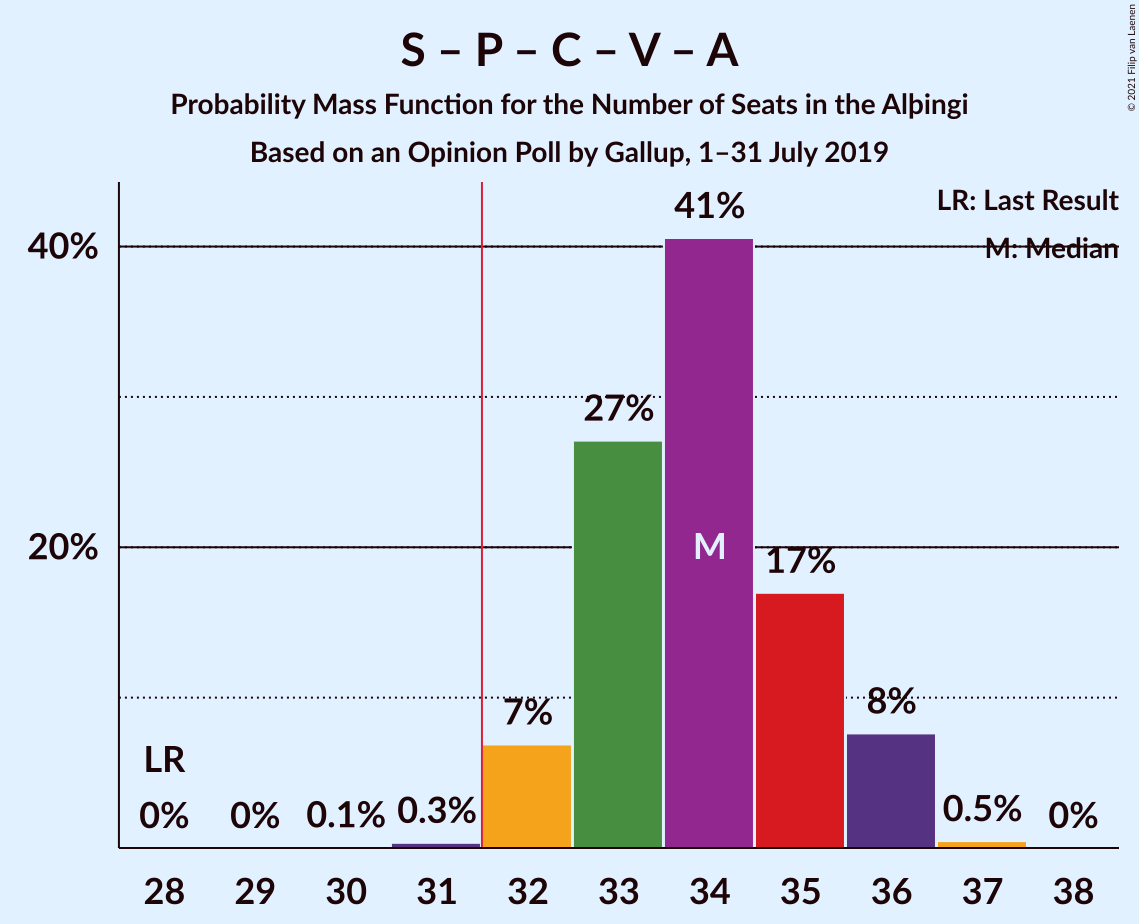 © 2021 Filip van Laenen
S – P – C – V – A
Probability Mass Function for the Number of Seats in the Alþingi
Based on an Opinion Poll by Gallup, 1–31 July 2019
LR: Last Result
M: Median
40%
20%
LR
0%
0%
0.1%
0.3%
7%
27%
41%
M
17%
8%
0.5%
0%
28 29 30 31 32 33 34 35 36 37 38